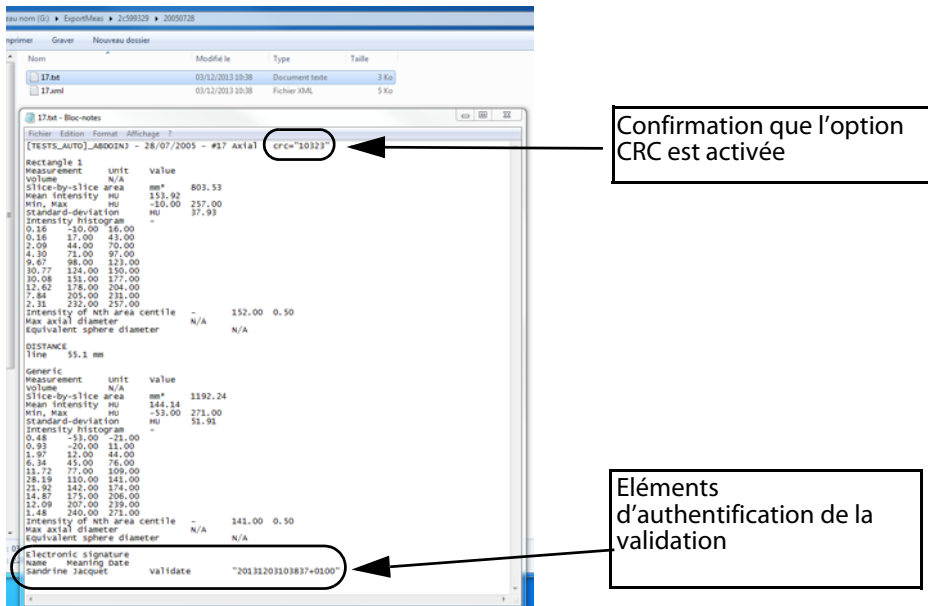 eau nom (G:) ▸ ExportMeas ▸ 2c599329 ▸ 20050728
mprimer Graver Nouveau dossier
Nom Modifié le Type Taille
17.txt 03/12/2013 10:38 Document texte 3 Ko
17.xml 03/12/2013 10:38 Fichier XML 5 Ko
17.txt - Bloc-notes
Fichier Edition Format Affichage ?
[TESTS_AUTO]_ABDOINJ - 28/07/2005 - #17 Axial crc="10323"
Confirmation que l’option
CRC est activée
Rectangle 1
Measurement Unit Value
Volume N/A
Slice-by-slice area mm² 803.53
Mean intensity HU 153.92
Min, Max HU -10.00 257.00
Standard-deviation HU 37.93
Intensity histogram -
0.16 -10.00 16.00
0.16 17.00 43.00
2.09 44.00 70.00
4.30 71.00 97.00
9.67 98.00 123.00
30.77 124.00 150.00
30.08 151.00 177.00
12.62 178.00 204.00
7.84 205.00 231.00
2.31 232.00 257.00
Intensity of Nth area centile - 152.00 0.50
Max axial diameter N/A
Equivalent sphere diameter N/A
DISTANCE
line 55.1 mm
Generic
Measurement Unit Value
Volume N/A
Slice-by-slice area mm² 1192.24
Mean intensity HU 144.14
Min, Max HU -53.00 271.00
Standard-deviation HU 51.91
Intensity histogram -
0.48 -53.00 -21.00
0.93 -20.00 11.00
1.97 12.00 44.00
6.34 45.00 76.00
11.72 77.00 109.00
28.19 110.00 141.00
21.92 142.00 174.00
14.87 175.00 206.00
12.09 207.00 239.00
1.48 240.00 271.00
Intensity of Nth area centile - 141.00 0.50
Max axial diameter N/A
Equivalent sphere diameter N/A
Electronic signature
Name Meaning Date
Sandrine Jacquet Validate "20131203103837+0100"
Eléments
d’authentification de la
validation